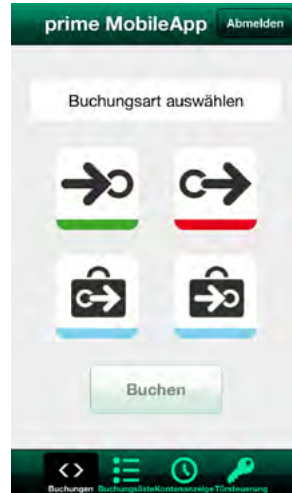 prime MobileApp Abmelden
Buchungsart auswählen
Buchen
Buchungen Buchungsliste Kontenanzeige Türsteuerung